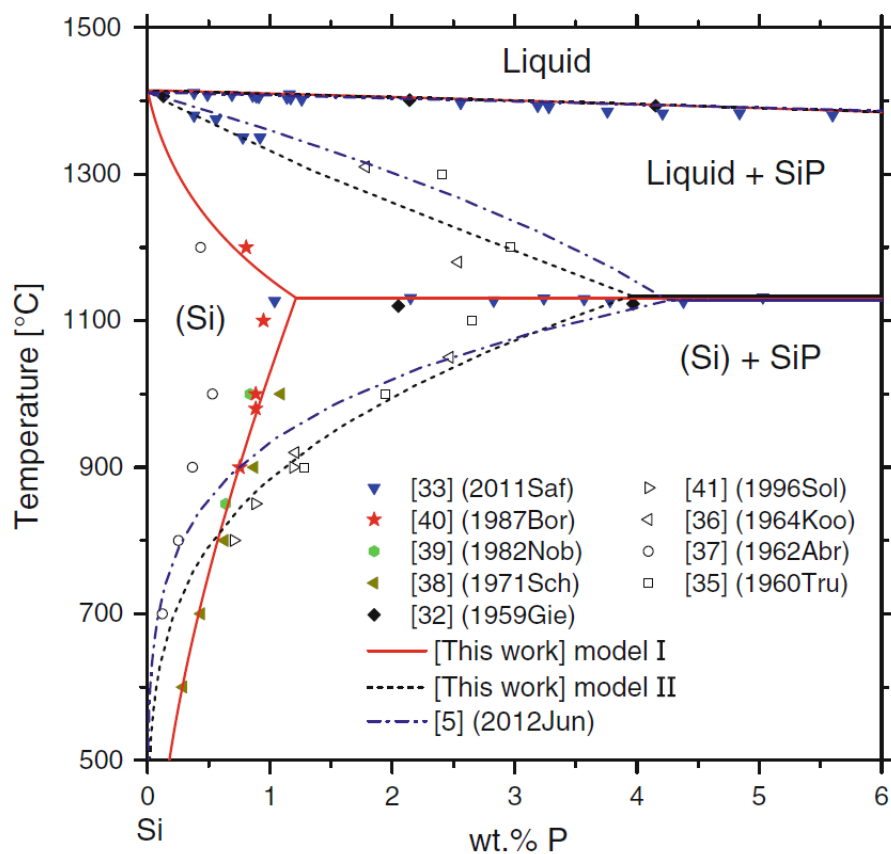 1500
1300
1100
900
700
500
Temperature [°C]
Liquid
Liquid + SiP
(Si)
(Si) + SiP
[33] (2011Saf)
[40] (1987Bor)
[39] (1982Nob)
[38] (1971Sch)
[32] (1959Gie)
[41] (1996Sol)
[36] (1964Koo)
[37] (1962Abr)
[35] (1960Tru)
[This work] model I
[This work] model II
[5] (2012Jun)
0 1 2 3 4 5 6
Si
wt.% P